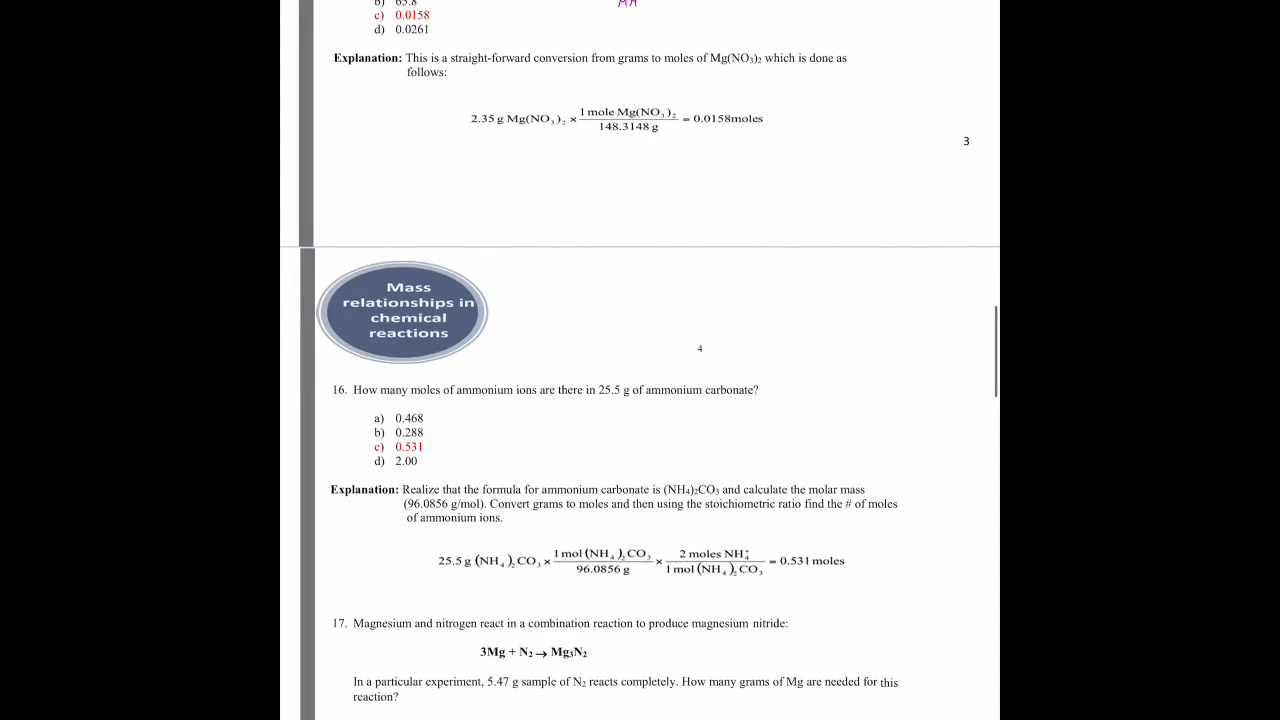 b) 65.8
c) 0.0158
d) 0.0261
Explanation: This is a straight-forward conversion from grams to moles of Mg(NO₃)₂ which is done as
follows:
2.35 g Mg(NO₃)₂ × 1 mole Mg(NO₃)₂ / 148.3148 g = 0.0158moles
3
Mass
relationships in
chemical
reactions
4
16. How many moles of ammonium ions are there in 25.5 g of ammonium carbonate?
a) 0.468
b) 0.288
c) 0.531
d) 2.00
Explanation: Realize that the formula for ammonium carbonate is (NH₄)₂CO₃ and calculate the molar mass
(96.0856 g/mol). Convert grams to moles and then using the stoichiometric ratio find the # of moles
of ammonium ions.
25.5 g (NH₄)₂CO₃ × 1 mol (NH₄)₂CO₃ / 96.0856 g × 2 moles NH₄⁺ / 1 mol (NH₄)₂CO₃ = 0.531 moles
17. Magnesium and nitrogen react in a combination reaction to produce magnesium nitride:
3Mg + N₂ → Mg₃N₂
In a particular experiment, 5.47 g sample of N₂ reacts completely. How many grams of Mg are needed for this
reaction?